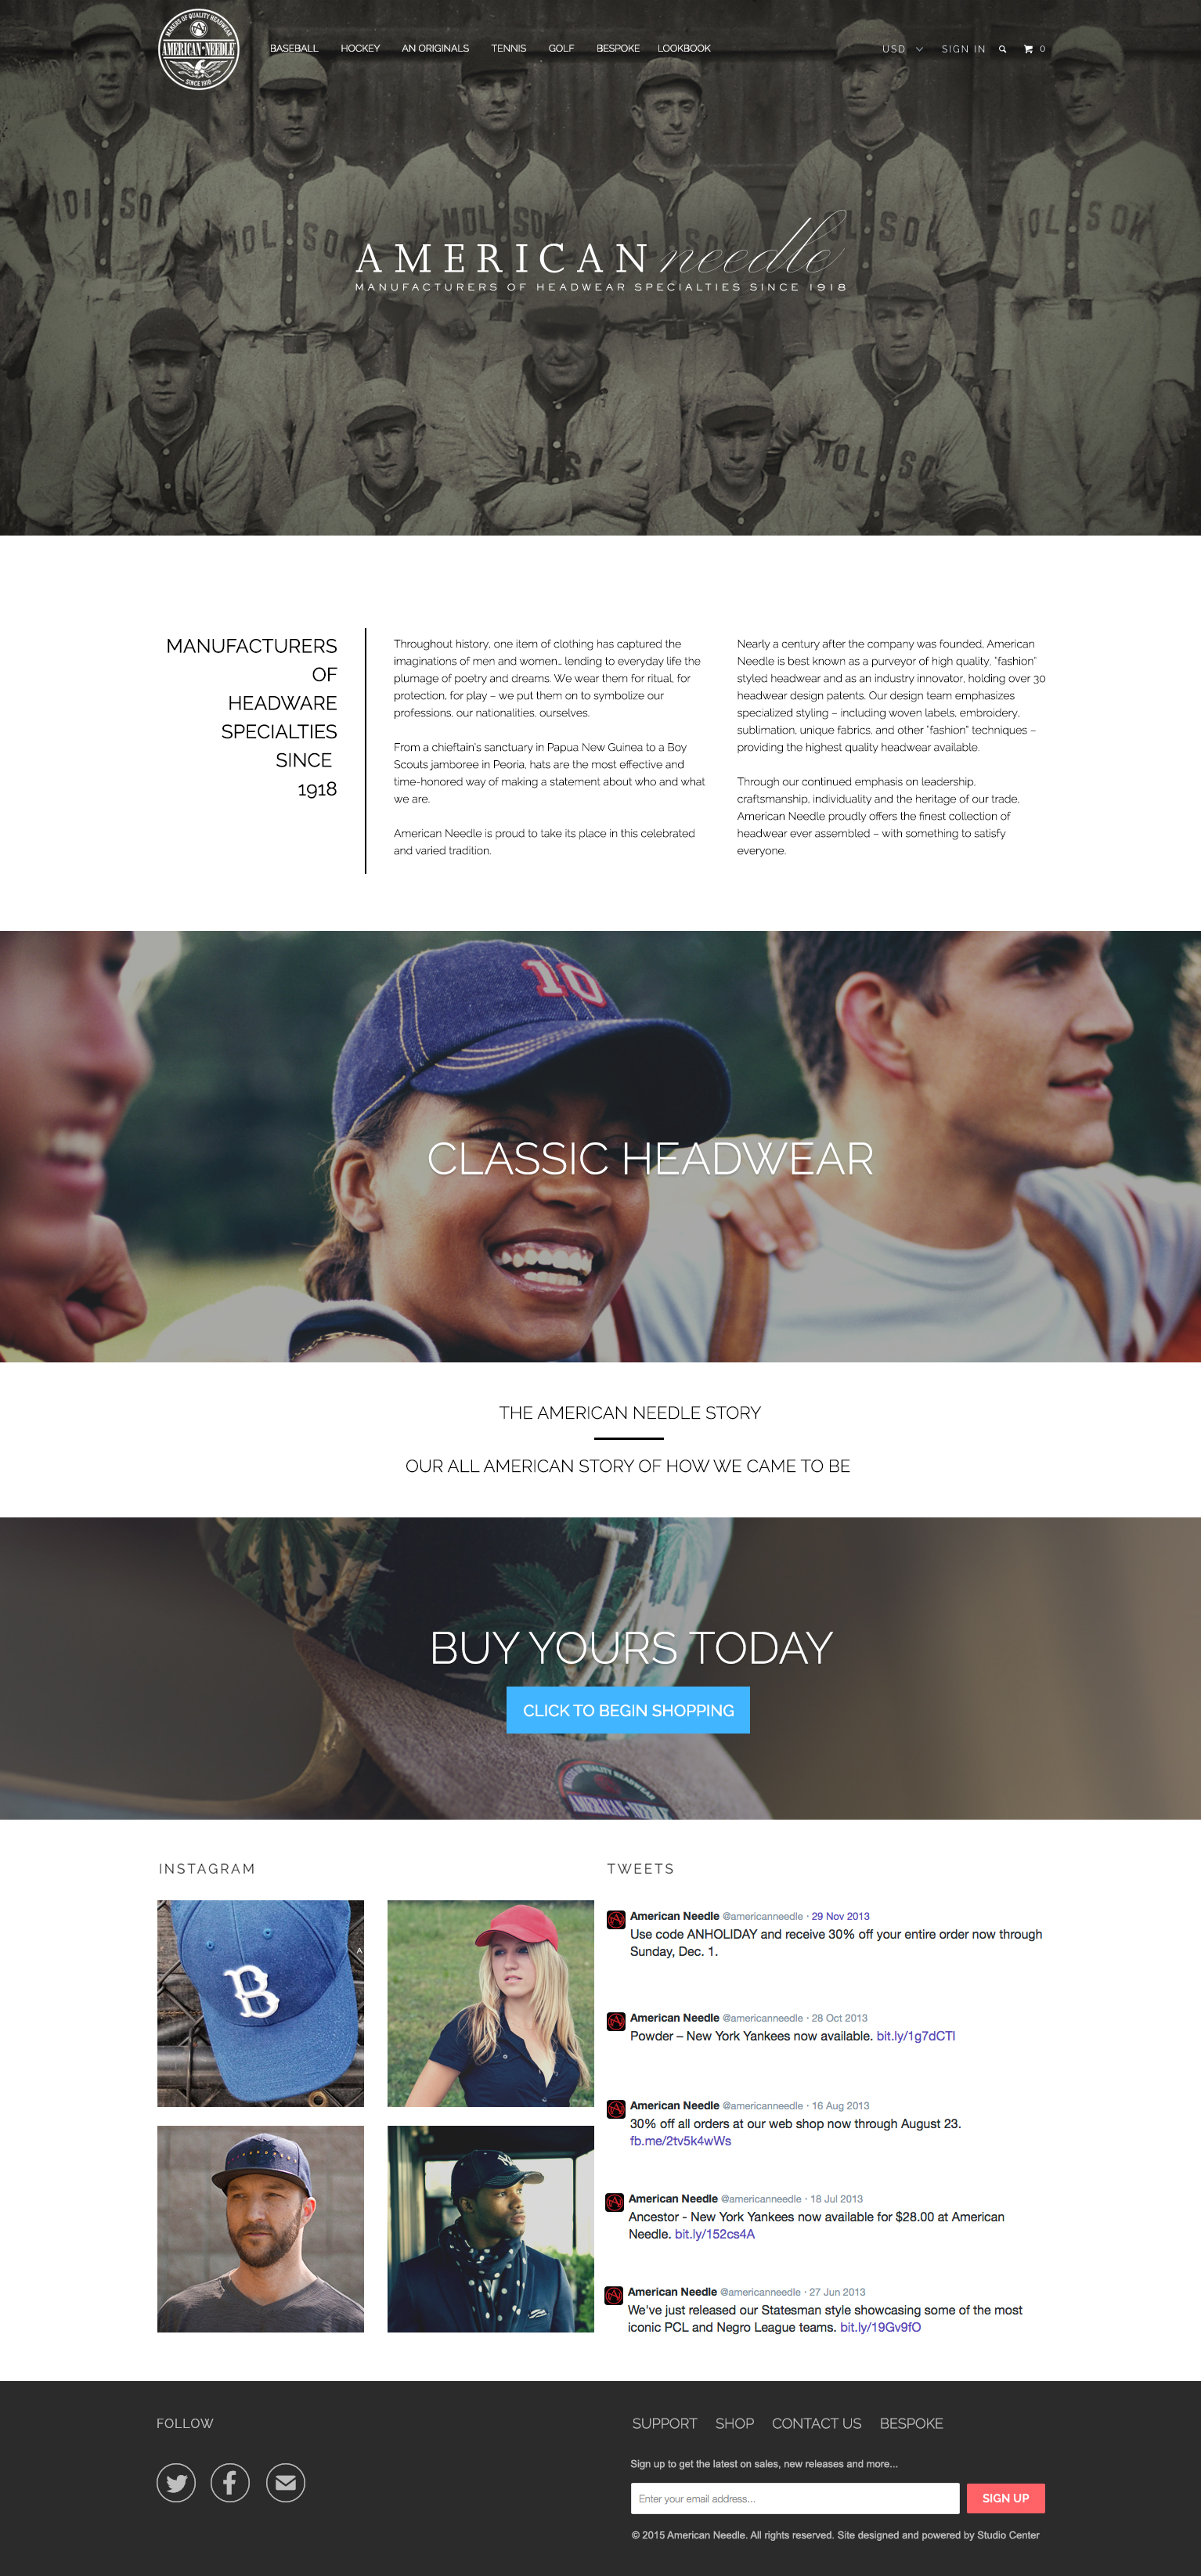 MAKERS OF QUALITY HEADWEAR
AMERICAN NEEDLE
SINCE 1918
BASEBALL HOCKEY AN ORIGINALS TENNIS GOLF BESPOKE LOOKBOOK
USD SIGN IN 0
MOL SON
AMERICAN needle
MANUFACTURERS OF HEADWEAR SPECIALTIES SINCE 1918
MANUFACTURERS
OF
HEADWARE
SPECIALTIES
SINCE
1918
Throughout history, one item of clothing has captured the
imaginations of men and women… lending to everyday life the
plumage of poetry and dreams. We wear them for ritual, for
protection, for play – we put them on to symbolize our
professions, our nationalities, ourselves.
From a chieftain's sanctuary in Papua New Guinea to a Boy
Scouts jamboree in Peoria, hats are the most effective and
time-honored way of making a statement about who and what
we are.
American Needle is proud to take its place in this celebrated
and varied tradition.
Nearly a century after the company was founded, American
Needle is best known as a purveyor of high quality, "fashion"
styled headwear and as an industry innovator, holding over 30
headwear design patents. Our design team emphasizes
specialized styling – including woven labels, embroidery,
sublimation, unique fabrics, and other "fashion" techniques –
providing the highest quality headwear available.
Through our continued emphasis on leadership,
craftsmanship, individuality and the heritage of our trade,
American Needle proudly offers the finest collection of
headwear ever assembled – with something to satisfy
everyone.
10
CLASSIC HEADWEAR
THE AMERICAN NEEDLE STORY
OUR ALL AMERICAN STORY OF HOW WE CAME TO BE
BUY YOURS TODAY
CLICK TO BEGIN SHOPPING
OF QUALITY HEADWEAR
AMERICAN NEEDLE
INSTAGRAM
B
TWEETS
American Needle @americanneedle · 29 Nov 2013
Use code ANHOLIDAY and receive 30% off your entire order now through
Sunday, Dec. 1.
American Needle @americanneedle · 28 Oct 2013
Powder – New York Yankees now available. bit.ly/1g7dCTI
American Needle @americanneedle · 16 Aug 2013
30% off all orders at our web shop now through August 23.
fb.me/2tv5k4wWs
American Needle @americanneedle · 18 Jul 2013
Ancestor - New York Yankees now available for $28.00 at American
Needle. bit.ly/152cs4A
American Needle @americanneedle · 27 Jun 2013
We've just released our Statesman style showcasing some of the most
iconic PCL and Negro League teams. bit.ly/19Gv9fO
FOLLOW
SUPPORT SHOP CONTACT US BESPOKE
Sign up to get the latest on sales, new releases and more...
Enter your email address...
SIGN UP
© 2015 American Needle. All rights reserved. Site designed and powered by Studio Center